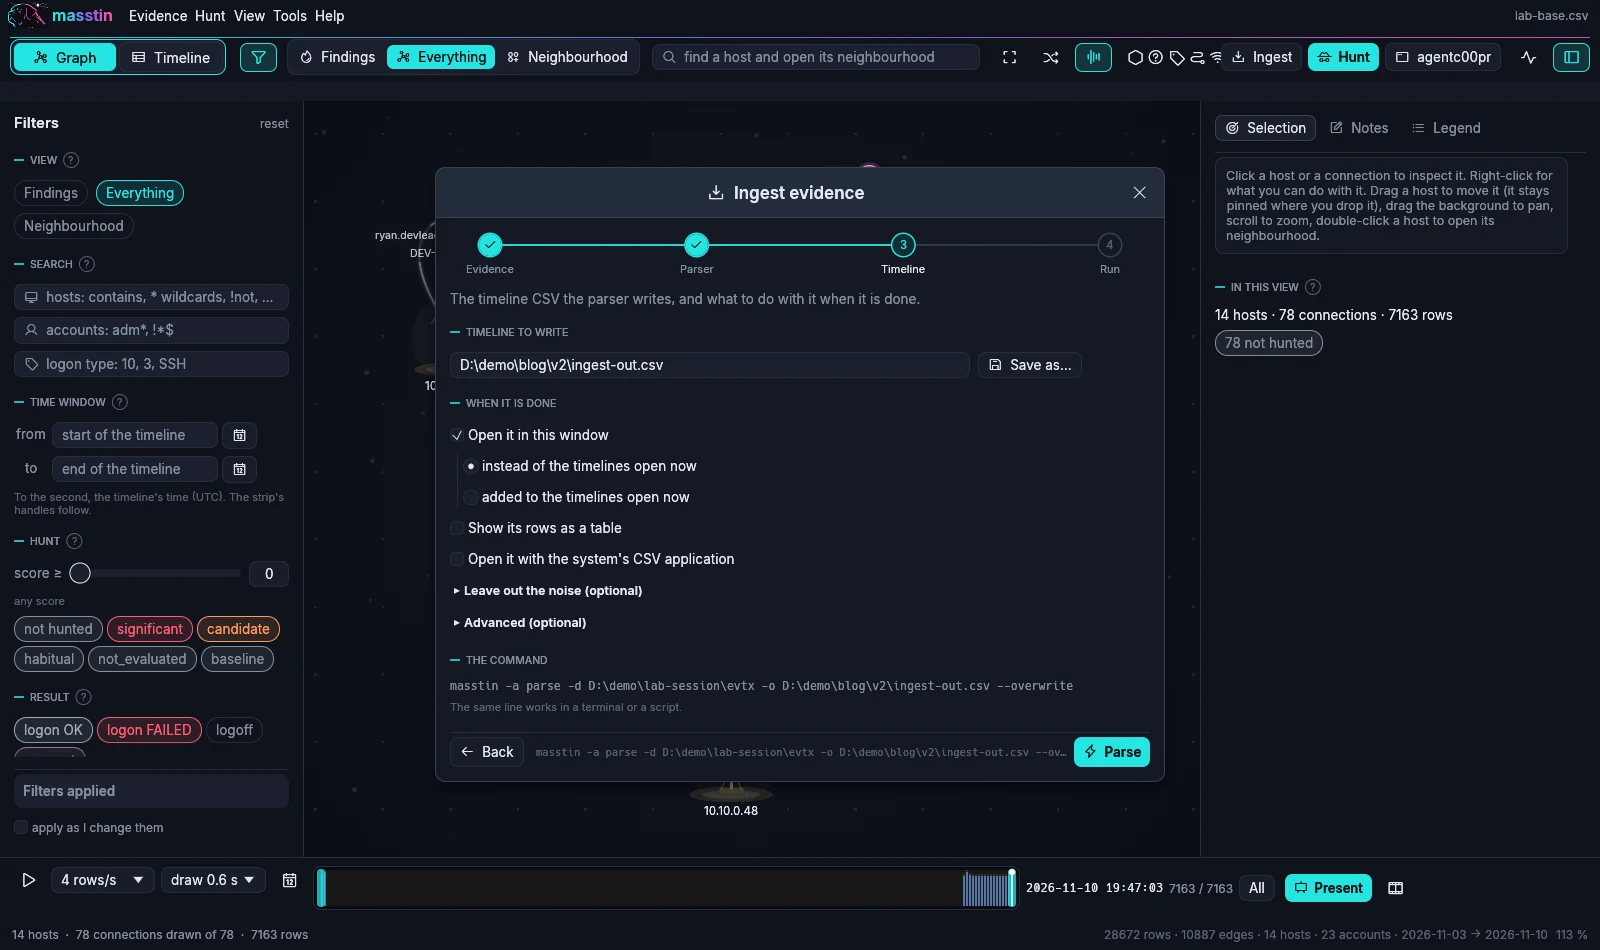 masstin Evidence Hunt View Tools Help lab-base.csv
Graph Timeline Findings Everything Neighbourhood find a host and open its neighbourhood Ingest Hunt agentc00pr
Filters reset
VIEW ?
Findings Everything
Neighbourhood
SEARCH ?
hosts: contains, * wildcards, !not, ...
accounts: adm*, !*$
logon type: 10, 3, SSH
TIME WINDOW ?
from start of the timeline
to end of the timeline
To the second, the timeline's time (UTC). The strip's
handles follow.
HUNT ?
score ≥ 0
any score
not hunted significant candidate
habitual not_evaluated baseline
RESULT ?
logon OK logon FAILED logoff
Filters applied
apply as I change them
ryan.devlead
DEV-
10
Ingest evidence
3 4
Evidence Parser Timeline Run
The timeline CSV the parser writes, and what to do with it when it is done.
TIMELINE TO WRITE
D:\demo\blog\v2\ingest-out.csv Save as...
WHEN IT IS DONE
Open it in this window
instead of the timelines open now
added to the timelines open now
Show its rows as a table
Open it with the system's CSV application
Leave out the noise (optional)
Advanced (optional)
THE COMMAND
masstin -a parse -d D:\demo\lab-session\evtx -o D:\demo\blog\v2\ingest-out.csv --overwrite
The same line works in a terminal or a script.
Back masstin -a parse -d D:\demo\lab-session\evtx -o D:\demo\blog\v2\ingest-out.csv --ov… Parse
10.10.0.48
Selection Notes Legend
Click a host or a connection to inspect it. Right-click for
what you can do with it. Drag a host to move it (it stays
pinned where you drop it), drag the background to pan,
scroll to zoom, double-click a host to open its
neighbourhood.
IN THIS VIEW ?
14 hosts · 78 connections · 7163 rows
78 not hunted
4 rows/s draw 0.6 s 2026-11-10 19:47:03 7163 / 7163 All Present
14 hosts · 78 connections drawn of 78 · 7163 rows 28672 rows · 10887 edges · 14 hosts · 23 accounts · 2026-11-03 → 2026-11-10 113 %